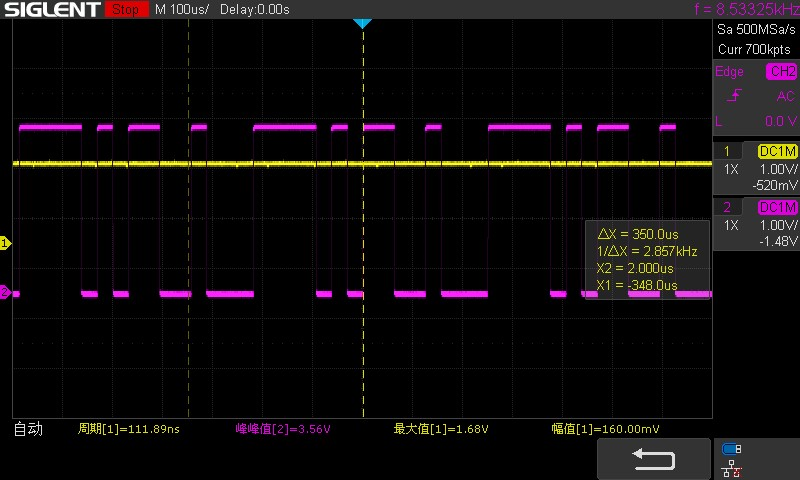 SIGLENT Stop M 100us/ Delay:0.00s f = 8.53325kHz
Sa 500MSa/s
Curr 700kpts
Edge CH2
AC
L 0.0 V
1 DC1M
1X 1.00V/
-520mV
2 DC1M
1X 1.00V/
-1.48V
1
2
△X = 350.0us
1/△X = 2.857kHz
X2 = 2.000us
X1 = -348.0us
自动 周期[1]=111.89ns 峰峰值[2]=3.56V 最大值[1]=1.68V 幅值[1]=160.00mV